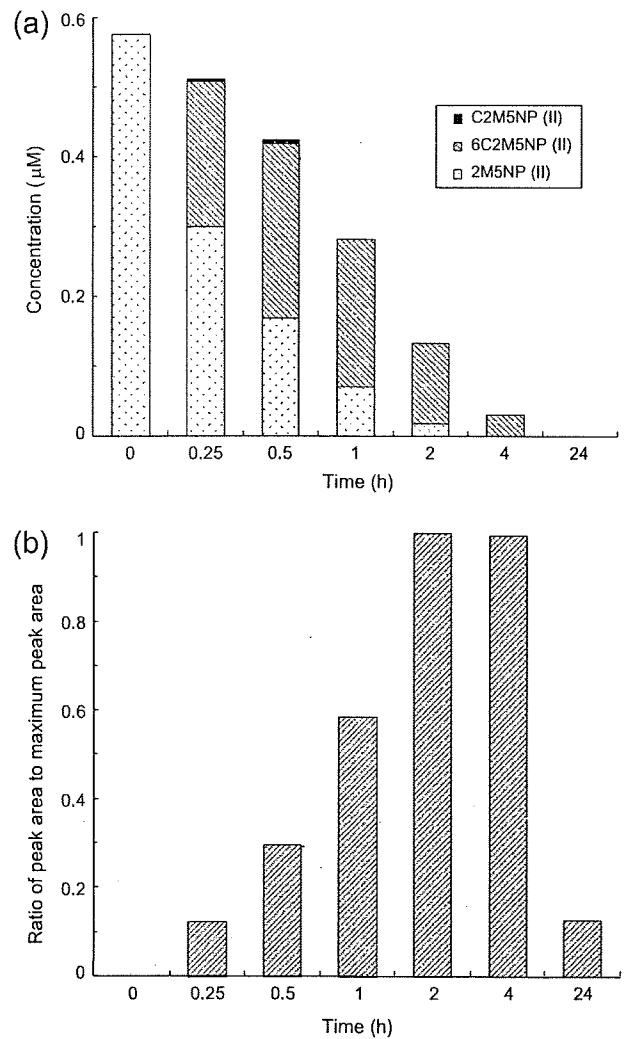 (a)
0.6
0.4
0.2
0
Concentration (μM)
C2M5NP (II)
6C2M5NP (II)
2M5NP (II)
0 0.25 0.5 1 2 4 24
Time (h)
(b)
1
0.8
0.6
0.4
0.2
0
Ratio of peak area to maximum peak area
0 0.25 0.5 1 2 4 24
Time (h)